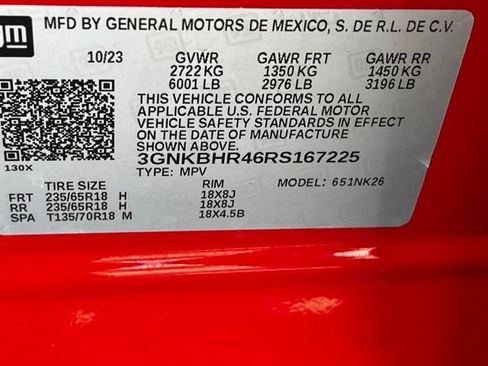 gm MFD BY GENERAL MOTORS DE MEXICO, S. DE R.L. DE C.V.
10/23 GVWR GAWR FRT GAWR RR
2722 KG 1350 KG 1450 KG
6001 LB 2976 LB 3196 LB
THIS VEHICLE CONFORMS TO ALL
APPLICABLE U.S. FEDERAL MOTOR
VEHICLE SAFETY STANDARDS IN EFFECT
ON THE DATE OF MANUFACTURE
SHOWN ABOVE.
130X 3GNKBHR46RS167225
TYPE: MPV MODEL: 651NK26
TIRE SIZE RIM
FRT 235/65R18 H 18X8J
RR 235/65R18 H 18X8J
SPA T135/70R18 M 18X4.5B